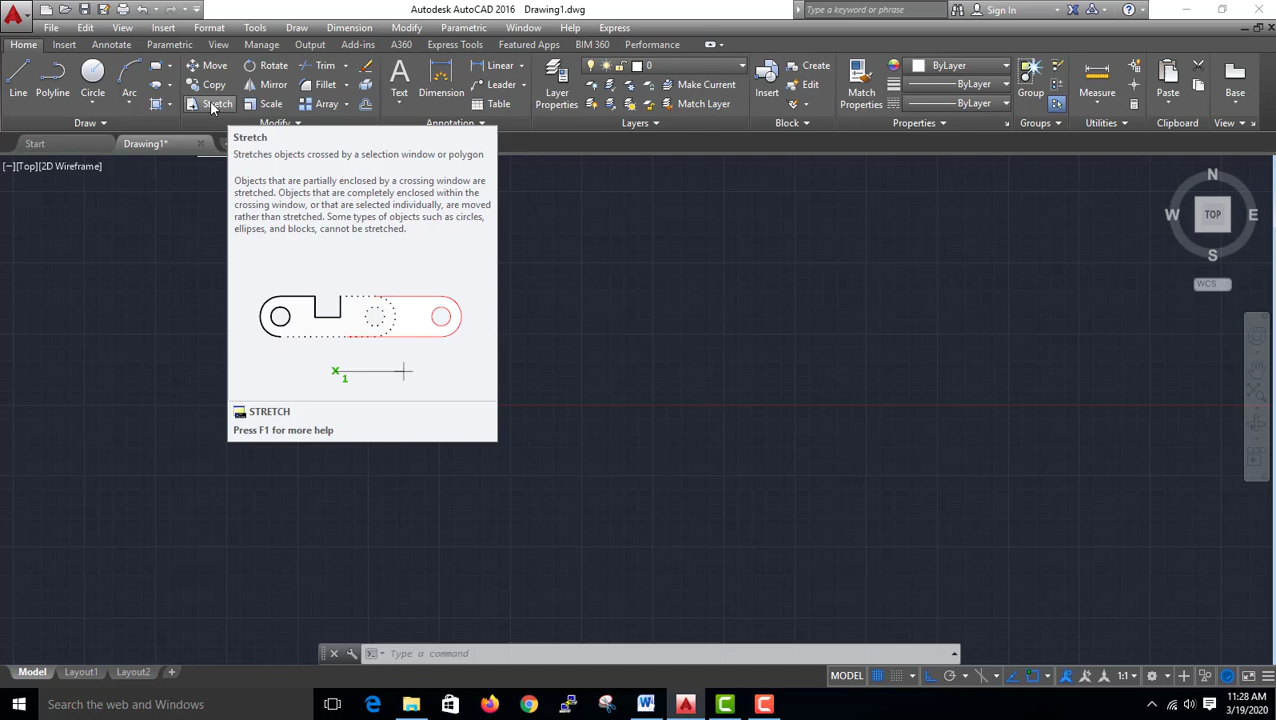 Autodesk AutoCAD 2016 Drawing1.dwg
Type a keyword or phrase
Sign In
File Edit View Insert Format Tools Draw Dimension Modify Parametric Window Help Express
Home Insert Annotate Parametric View Manage Output Add-ins A360 Express Tools Featured Apps BIM 360 Performance
Line Polyline Circle Arc
Move Rotate Trim
Copy Mirror Fillet
Stretch Scale Array
Text Dimension
Linear
Leader
Table
Layer Properties
0
Make Current
Match Layer
Insert
Create
Edit
Match Properties
ByLayer
ByLayer
ByLayer
Group
Measure
Paste
Base
Draw Modify Annotation Layers Block Properties Groups Utilities Clipboard View
Start Drawing1*
[−][Top][2D Wireframe]
Stretch
Stretches objects crossed by a selection window or polygon
Objects that are partially enclosed by a crossing window are
stretched. Objects that are completely enclosed within the
crossing window, or that are selected individually, are moved
rather than stretched. Some types of objects such as circles,
ellipses, and blocks, cannot be stretched.
x
1
STRETCH
Press F1 for more help
N
W TOP E
S
WCS
Type a command
Model Layout1 Layout2 +
MODEL
1:1
Search the web and Windows
11:28 AM
3/19/2020